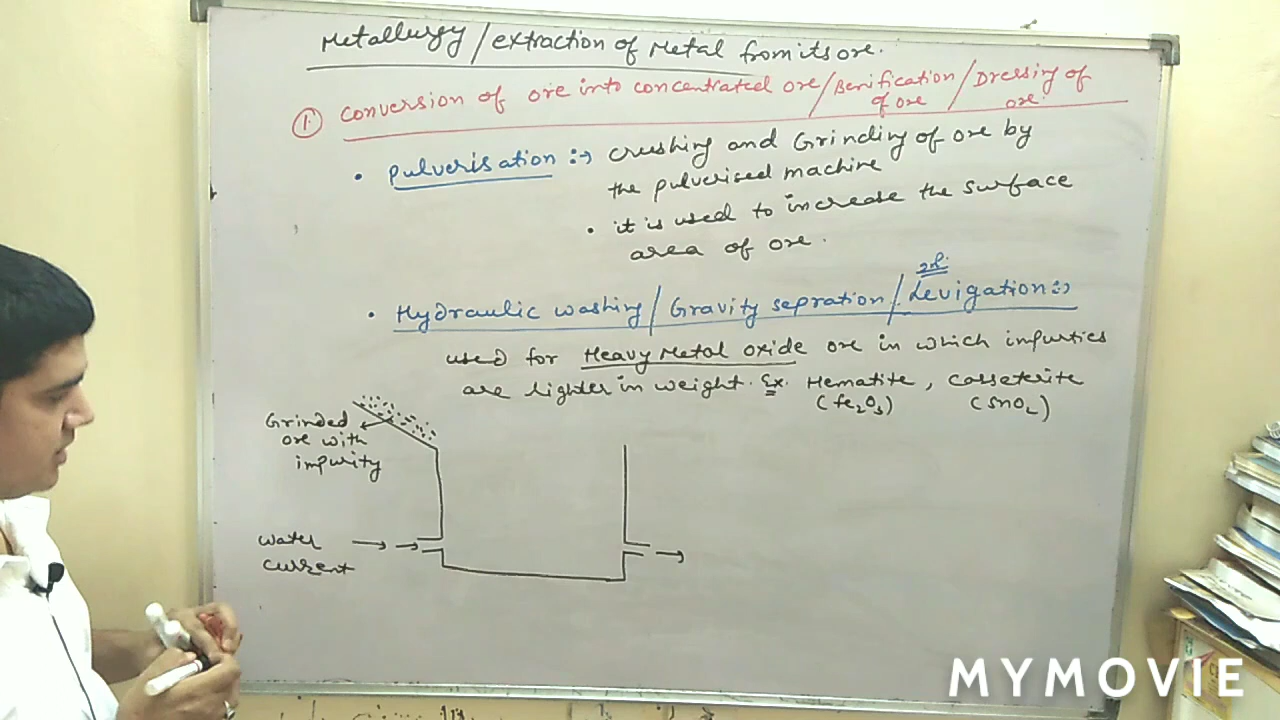 Metallurgy / extraction of Metal from its ore.
① conversion of ore into concentrated ore / Benification of ore / Dressing of ore.
• Pulverisation :→ crushing and Grinding of ore by
the pulverised machine
• it is used to increase the surface
area of ore.
• Hydraulic washing / Gravity sepration / Levigation :→
used for Heavy Metal oxide ore in which impurties
are lighter in weight. Ex. Hematite, Casseterite
(Fe₂O₃) (SnO₂)
Grinded
ore with
impurity
water
current
MYMOVIE